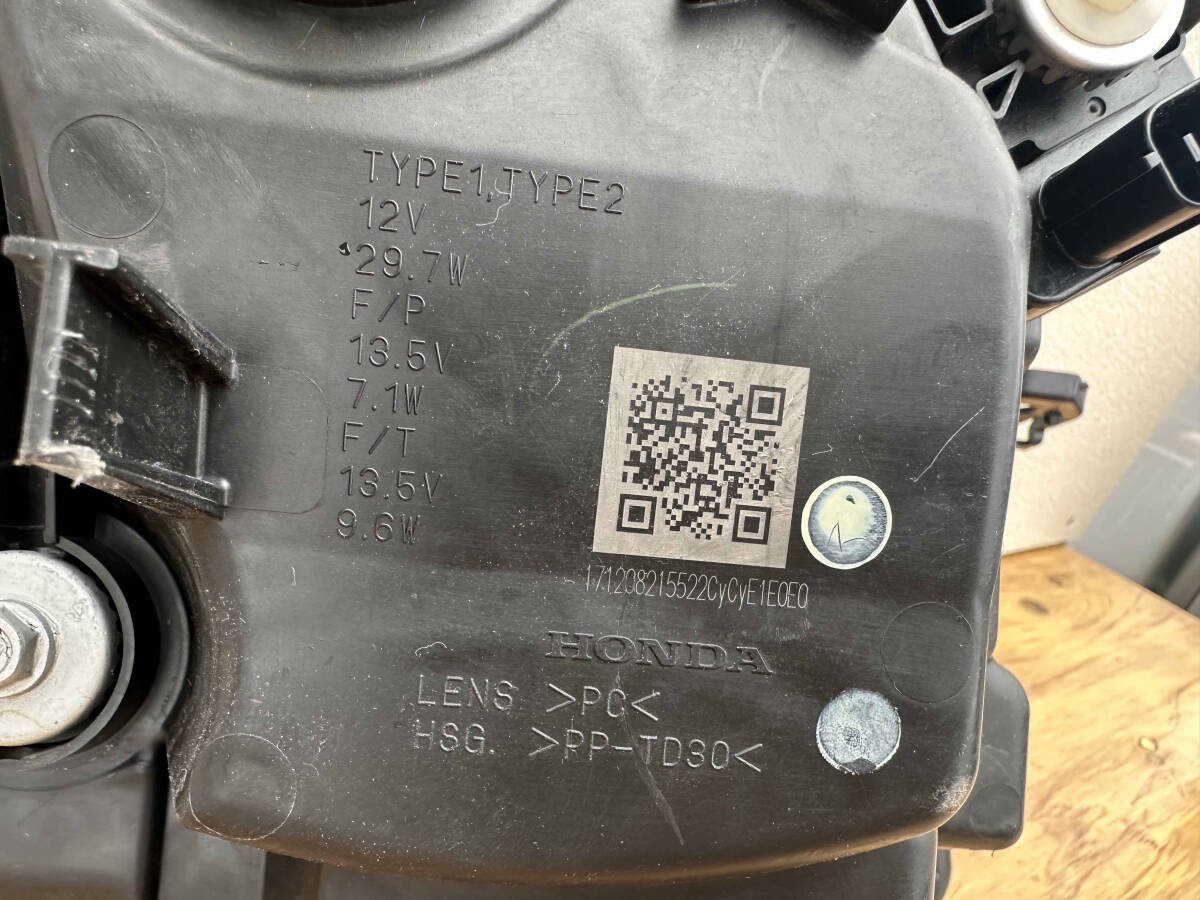 TYPE1,TYPE2
12V
29.7W
F/P
13.5V
7.1W
F/T
13.5V
9.6W
171208215522CyCyE1E0E0
HONDA
LENS >PC<
HSG. >PP-TD30<